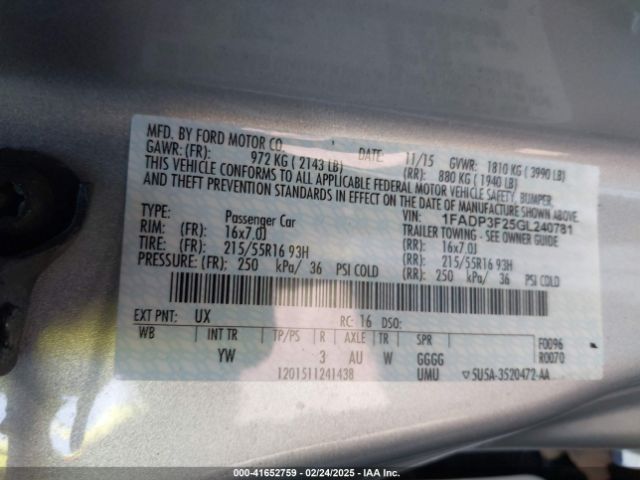 MFD. BY FORD MOTOR CO.
DATE: 11/15 GVWR: 1810 KG ( 3990 LB)
GAWR: (FR): 972 KG ( 2143 LB) (RR): 880 KG ( 1940 LB)
THIS VEHICLE CONFORMS TO ALL APPLICABLE FEDERAL MOTOR VEHICLE SAFETY, BUMPER,
AND THEFT PREVENTION STANDARDS IN EFFECT ON THE DATE OF MANUFACTURE SHOWN ABOVE.
VIN: 1FADP3F25GL240781
TYPE: Passenger Car TRAILER TOWING - SEE OWNER GUIDE
RIM: (FR): 16x7.0J (RR): 16x7.0J
TIRE: (FR): 215/55R16 93H (RR): 215/55R16 93H
PRESSURE: (FR): 250 kPa/ 36 PSI COLD (RR): 250 kPa/ 36 PSI COLD
EXT PNT: UX RC: 16 DSO:
WB INT TR TP/PS R AXLE TR SPR F0096
YW 3 AU W GGGG R0070
1201511241438 UMU ▽ 5U5A-3520472-AA
000-41652759 - 02/24/2025 - IAA Inc.